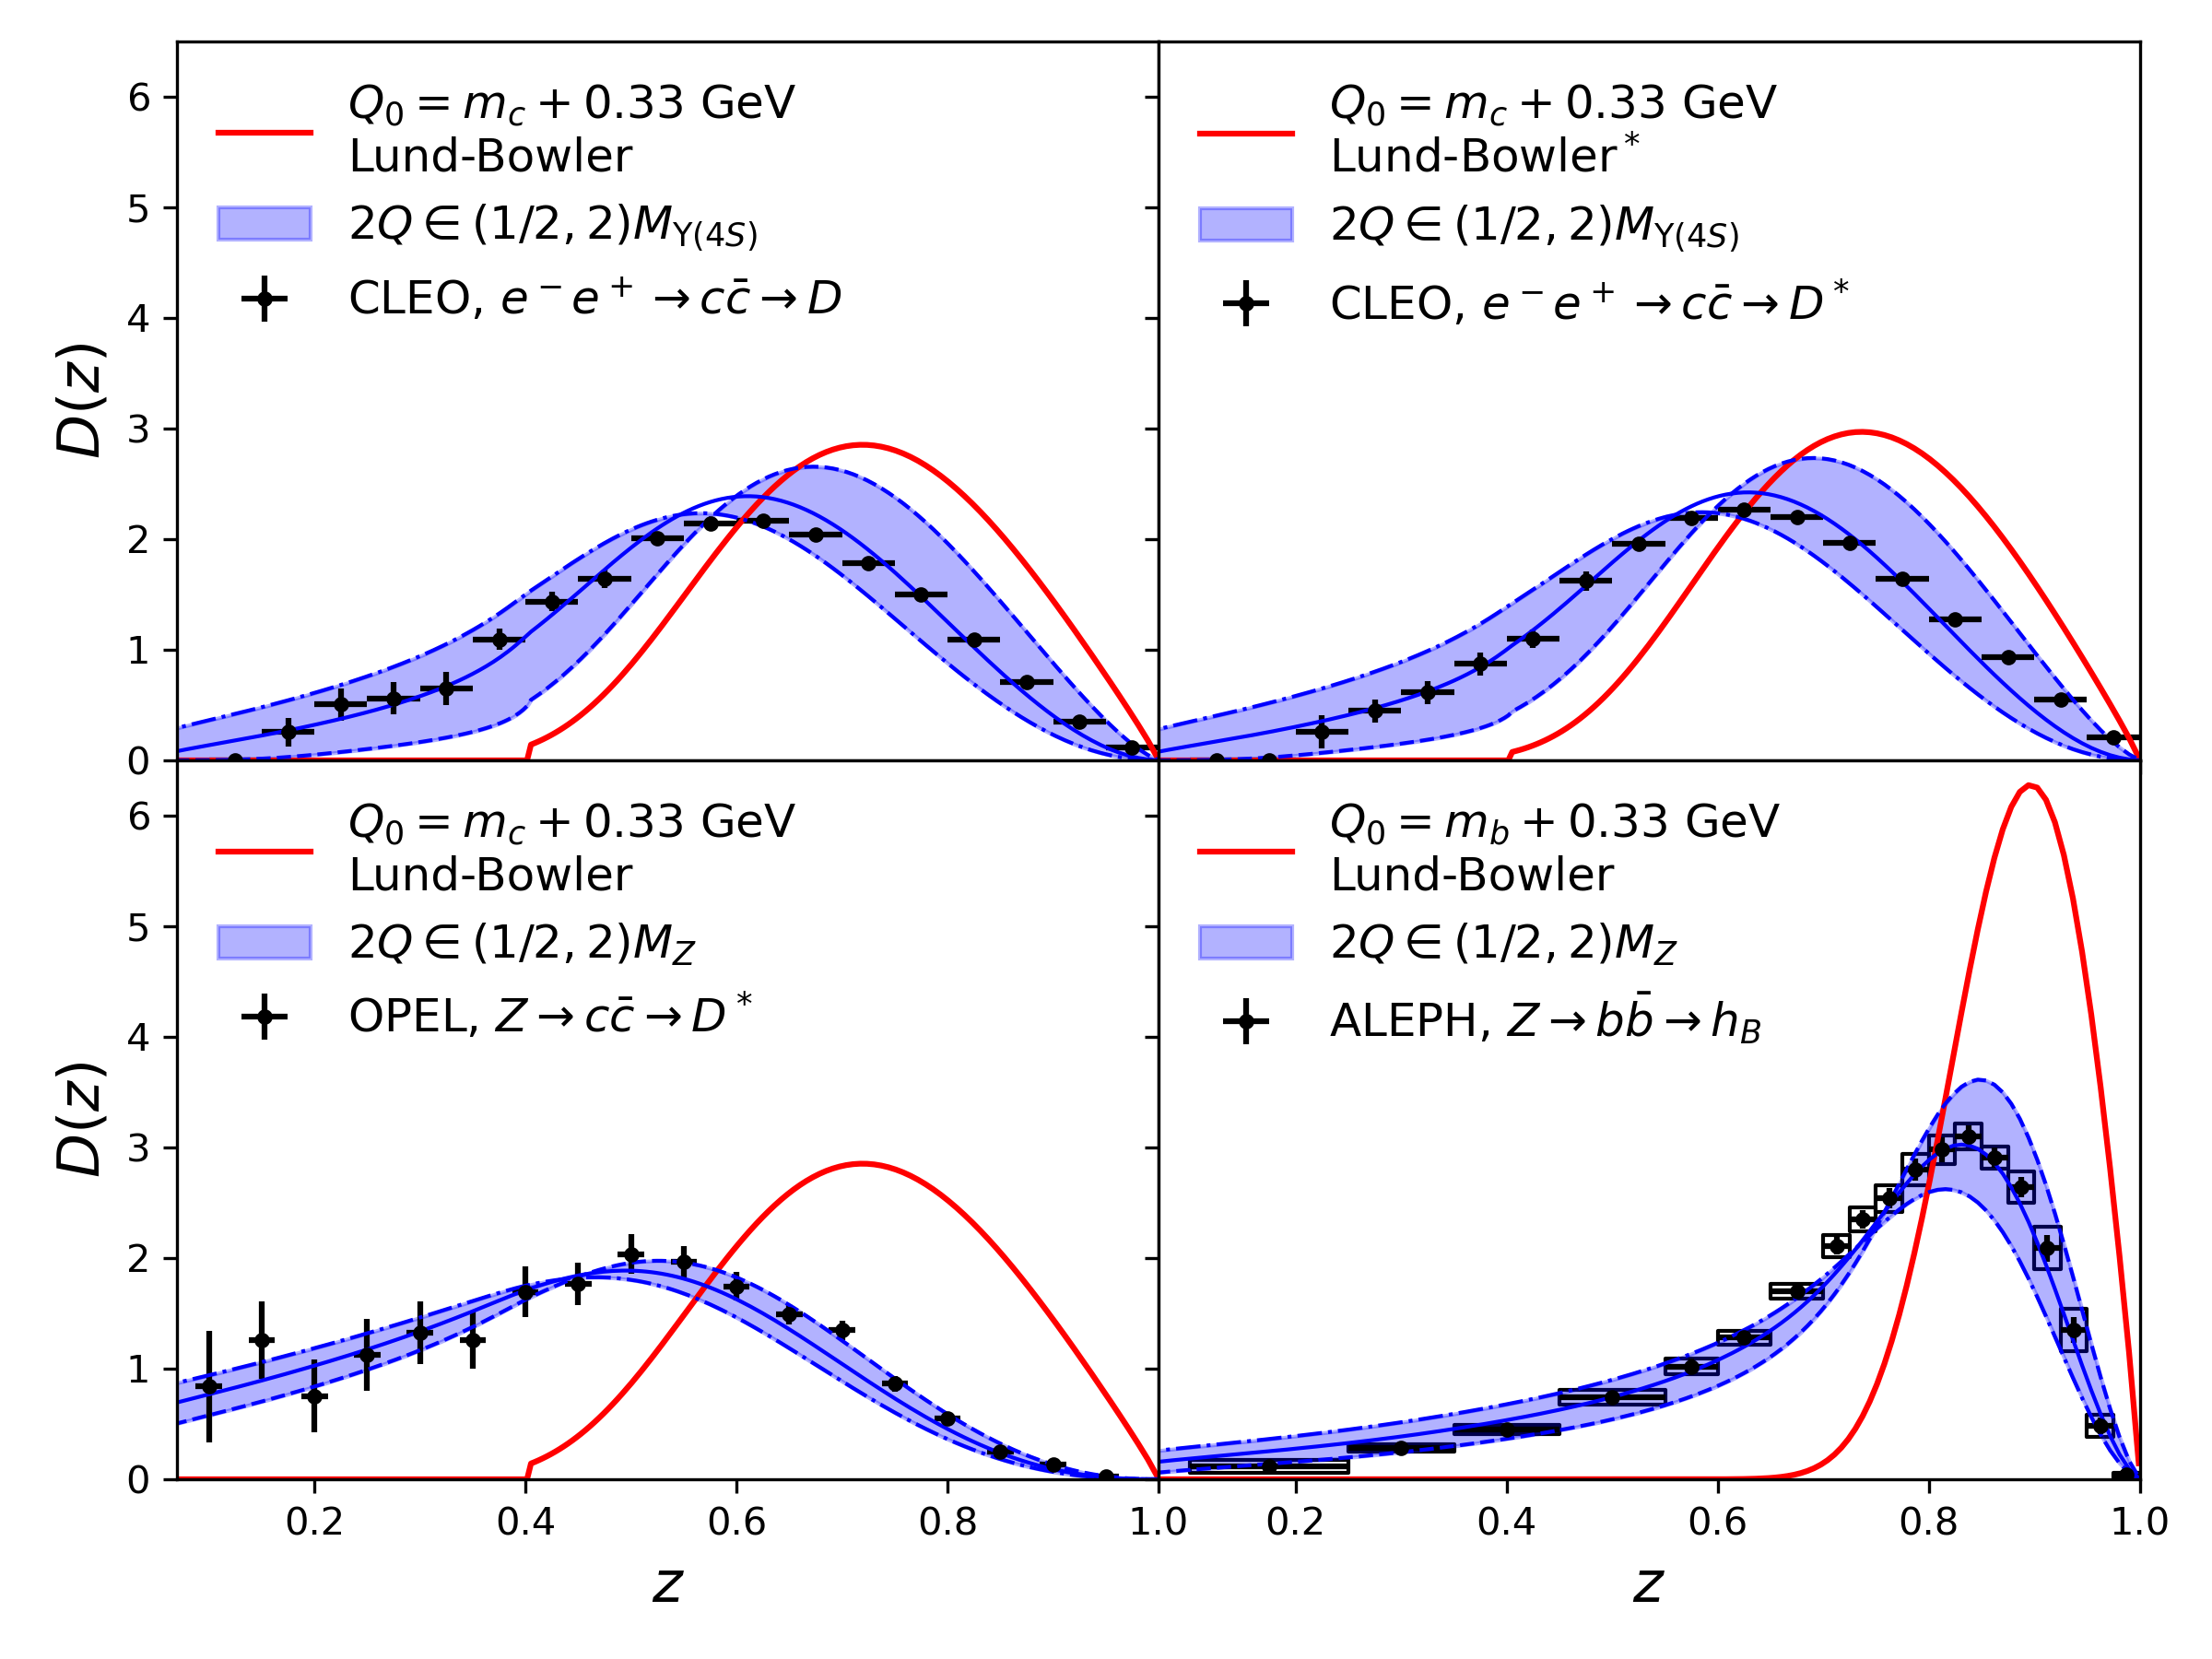 6
5
4
3
2
1
0
D(z)
Q₀ = m_c + 0.33 GeV
Lund-Bowler
2Q ∈ (1/2, 2)M_Υ(4S)
CLEO, e⁻e⁺ → cc̄ → D
Q₀ = m_c + 0.33 GeV
Lund-Bowler*
2Q ∈ (1/2, 2)M_Υ(4S)
CLEO, e⁻e⁺ → cc̄ → D*
6
5
4
3
2
1
0
D(z)
Q₀ = m_c + 0.33 GeV
Lund-Bowler
2Q ∈ (1/2, 2)M_Z
OPEL, Z → cc̄ → D*
Q₀ = m_b + 0.33 GeV
Lund-Bowler
2Q ∈ (1/2, 2)M_Z
ALEPH, Z → bb̄ → h_B
0.2 0.4 0.6 0.8 1.0 0.2 0.4 0.6 0.8 1.0
z z